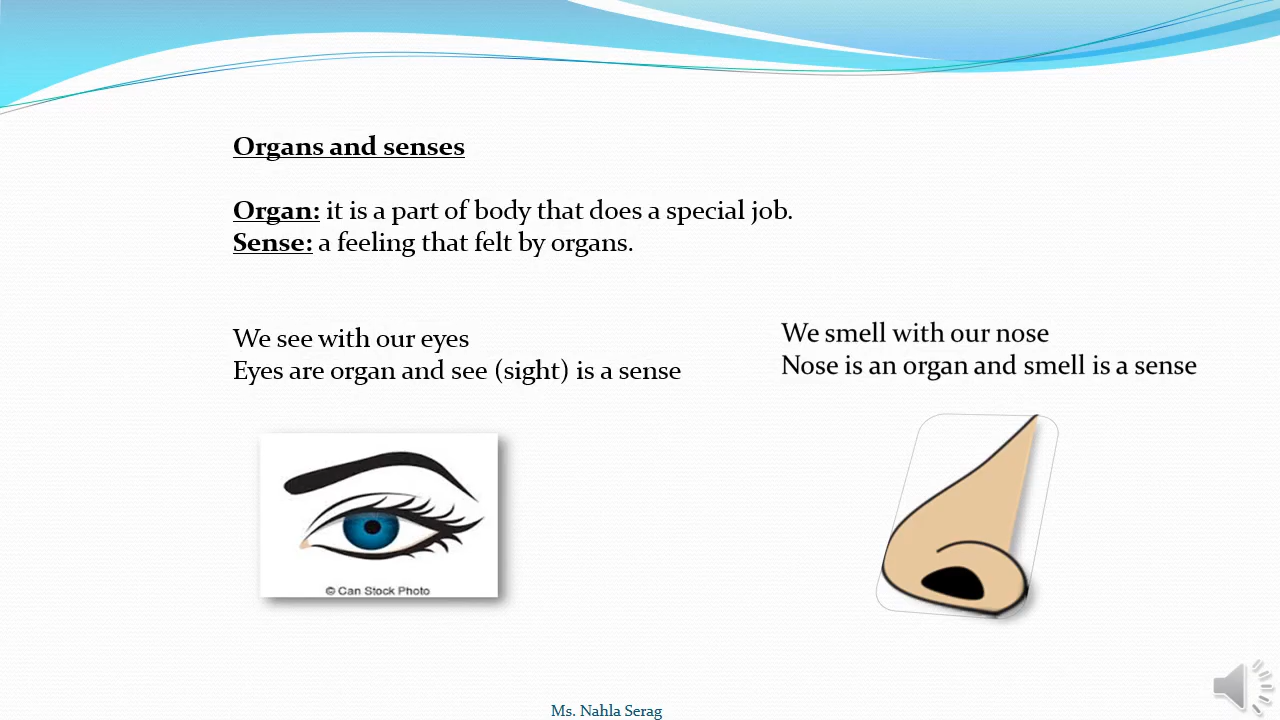 Organs and senses
Organ: it is a part of body that does a special job.
Sense: a feeling that felt by organs.
We see with our eyes
Eyes are organ and see (sight) is a sense
We smell with our nose
Nose is an organ and smell is a sense
© Can Stock Photo
Ms. Nahla Serag